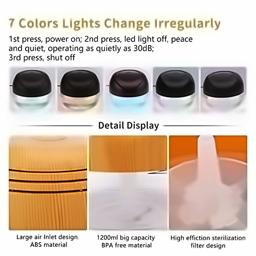 7 Colors Lights Change Irregularly
1st press, power on; 2nd press, led light off, peace
and quiet, operating as quietly as 30dB;
3rd press, shut off
Detail Display
Large air Inlet design
ABS material
1200ml big capacity
BPA free material
High effiction sterilization
filter design